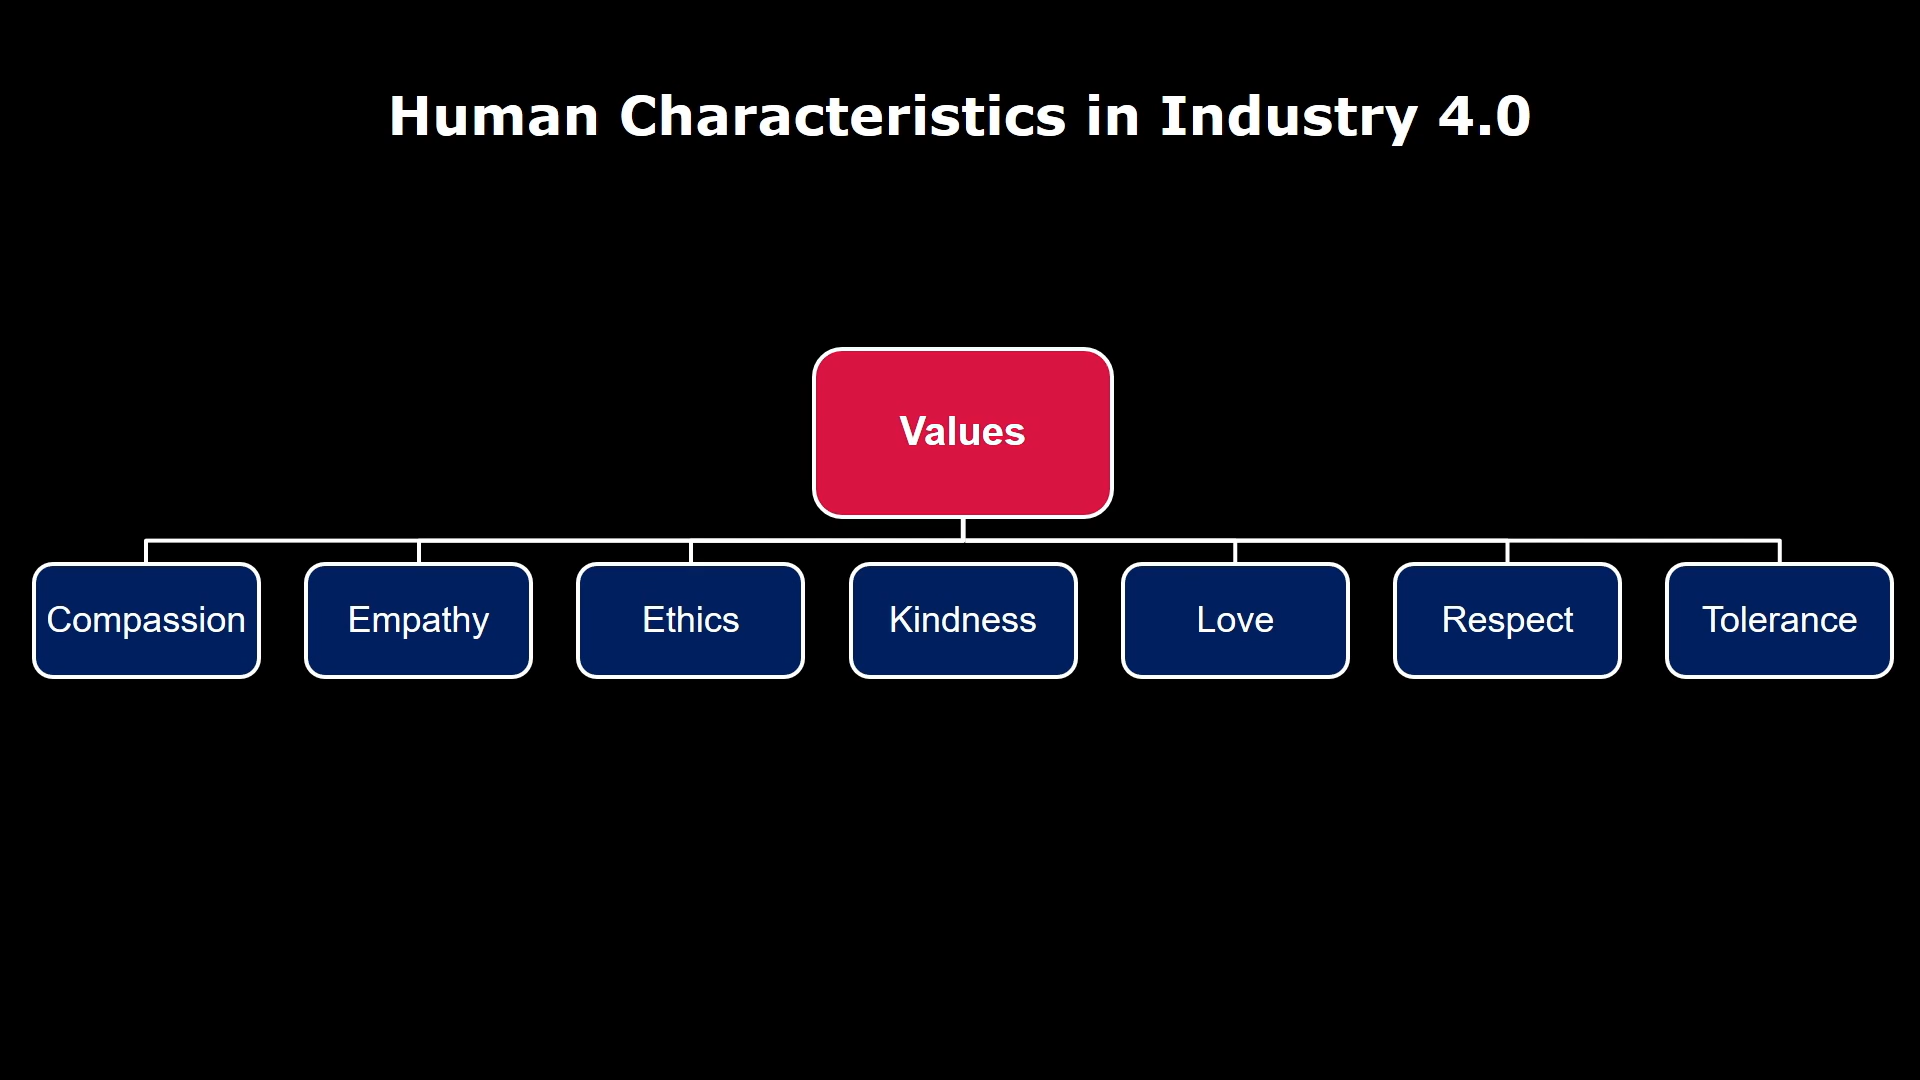 Human Characteristics in Industry 4.0
Values
Compassion
Empathy
Ethics
Kindness
Love
Respect
Tolerance